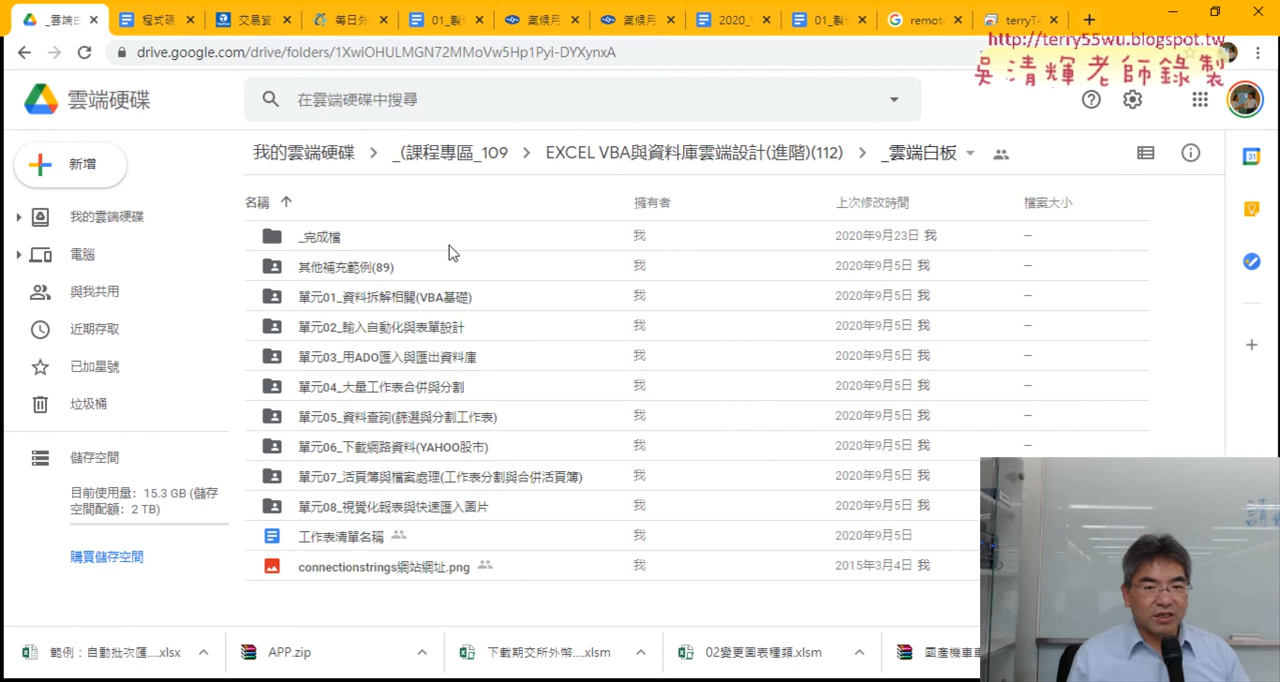 _雲端白
程式碼
交易資
每日外
01_製作
颱候月
颱候月
2020_
01_製作
remot
terryT4
drive.google.com/drive/folders/1XwiOHULMGN72MMoVw5Hp1Pyi-DYXynxA
http://terry55wu.blogspot.tw
吳清輝老師錄製
雲端硬碟
在雲端硬碟中搜尋
新增
我的雲端硬碟 > _(課程專區_109 > EXCEL VBA與資料庫雲端設計(進階)(112) > _雲端白板
名稱 擁有者 上次修改時間 檔案大小
我的雲端硬碟
電腦
與我共用
近期存取
已加星號
垃圾桶
儲存空間
目前使用量: 15.3 GB (儲存
空間配額: 2 TB)
購買儲存空間
_完成檔 我 2020年9月23日 我 –
其他補充範例(89) 我 2020年9月5日 我 –
單元01_資料拆解相關(VBA基礎) 我 2020年9月5日 我 –
單元02_輸入自動化與表單設計 我 2020年9月5日 我 –
單元03_用ADO匯入與匯出資料庫 我 2020年9月5日 我 –
單元04_大量工作表合併與分割 我 2020年9月5日 我 –
單元05_資料查詢(篩選與分割工作表) 我 2020年9月5日 我 –
單元06_下載網路資料(YAHOO股市) 我 2020年9月5日 我 –
單元07_活頁簿與檔案處理(工作表分割與合併活頁簿) 我 2020年9月5日 我
單元08_視覺化報表與快速匯入圖片 我 2020年9月5日 我
工作表清單名稱 我 2020年9月5日
connectionstrings網站網址.png 我 2015年3月4日 我
範例：自動批次匯....xlsx
APP.zip
下載期交所外幣....xlsm
02變更圖表種類.xlsm
國產機車